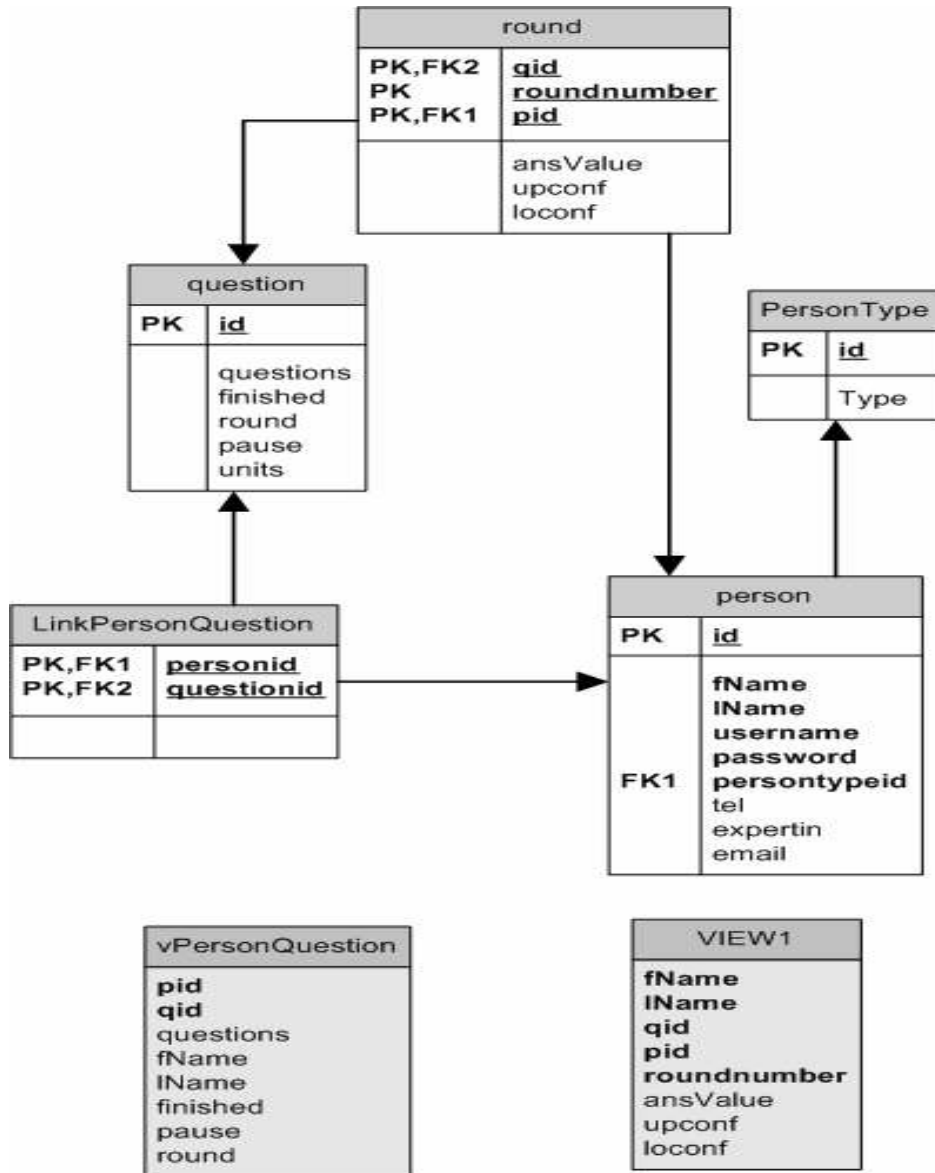 round
PK,FK2 qid
PK roundnumber
PK,FK1 pid
ansValue
upconf
loconf
question
PK id
questions
finished
round
pause
units
PersonType
PK id
Type
LinkPersonQuestion
PK,FK1 personid
PK,FK2 questionid
person
PK id
fName
lName
username
password
FK1 persontypeid
tel
expertin
email
vPersonQuestion
pid
qid
questions
fName
lName
finished
pause
round
VIEW1
fName
lName
qid
pid
roundnumber
ansValue
upconf
loconf